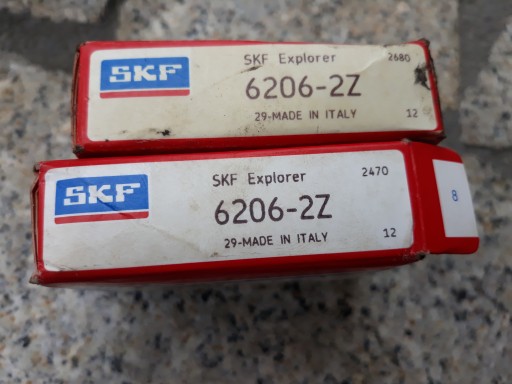 SKF
SKF Explorer 2680
6206-2Z
29-MADE IN ITALY 12
SKF
SKF Explorer 2470
6206-2Z
29-MADE IN ITALY 12
8